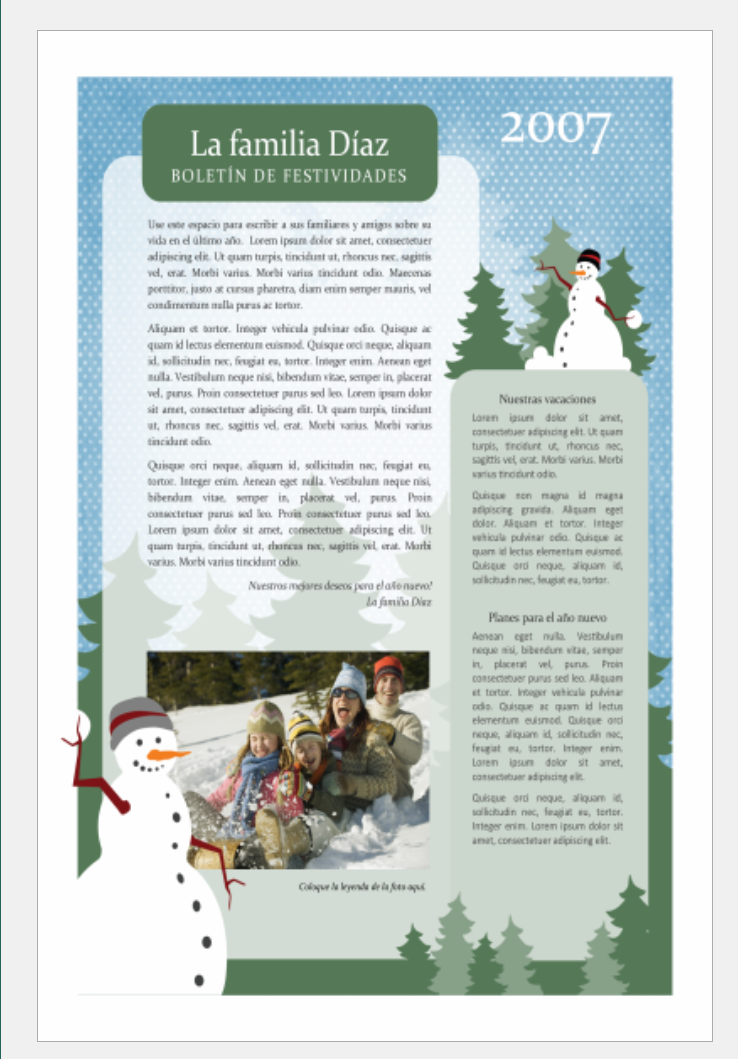 La familia Díaz
BOLETÍN DE FESTIVIDADES
2007
Use este espacio para escribir a sus familiares y amigos sobre su
vida en el último año. Lorem ipsum dolor sit amet, consectetuer
adipiscing elit. Ut quam turpis, tincidunt ut, rhoncus nec, sagittis
vel, erat. Morbi varius. Morbi varius tincidunt odio. Maecenas
porttitor, justo at cursus pharetra, diam enim semper mauris, vel
condimentum nulla purus ac tortor.
Aliquam et tortor. Integer vehicula pulvinar odio. Quisque ac
quam id lectus elementum euismod. Quisque orci neque, aliquam
id, sollicitudin nec, feugiat eu, tortor. Integer enim. Aenean eget
nulla. Vestibulum neque nisi, bibendum vitae, semper in, placerat
vel, purus. Proin consectetuer purus sed leo. Lorem ipsum dolor
sit amet, consectetuer adipiscing elit. Ut quam turpis, tincidunt
ut, rhoncus nec, sagittis vel, erat. Morbi varius. Morbi varius
tincidunt odio.
Quisque orci neque, aliquam id, sollicitudin nec, feugiat eu,
tortor. Integer enim. Aenean eget nulla. Vestibulum neque nisi,
bibendum vitae, semper in, placerat vel, purus. Proin
consectetuer purus sed leo. Proin consectetuer purus sed leo.
Lorem ipsum dolor sit amet, consectetuer adipiscing elit. Ut
quam turpis, tincidunt ut, rhoncus nec, sagittis vel, erat. Morbi
varius. Morbi varius tincidunt odio.
Nuestros mejores deseos para el año nuevo!
La familia Díaz
Coloque la leyenda de la foto aquí.
Nuestras vacaciones
Lorem ipsum dolor sit amet,
consectetuer adipiscing elit. Ut quam
turpis, tincidunt ut, rhoncus nec,
sagittis vel, erat. Morbi varius. Morbi
varius tincidunt odio.
Quisque non magna id magna
adipiscing gravida. Aliquam eget
dolor. Aliquam et tortor. Integer
vehicula pulvinar odio. Quisque ac
quam id lectus elementum euismod.
Quisque orci neque, aliquam id,
sollicitudin nec, feugiat eu, tortor.
Planes para el año nuevo
Aenean eget nulla. Vestibulum
neque nisi, bibendum vitae, semper
in, placerat vel, purus. Proin
consectetuer purus sed leo. Aliquam
et tortor. Integer vehicula pulvinar
odio. Quisque ac quam id lectus
elementum euismod. Quisque orci
neque, aliquam id, sollicitudin nec,
feugiat eu, tortor. Integer enim.
Lorem ipsum dolor sit amet,
consectetuer adipiscing elit.
Quisque orci neque, aliquam id,
sollicitudin nec, feugiat eu, tortor.
Integer enim. Lorem ipsum dolor sit
amet, consectetuer adipiscing elit.